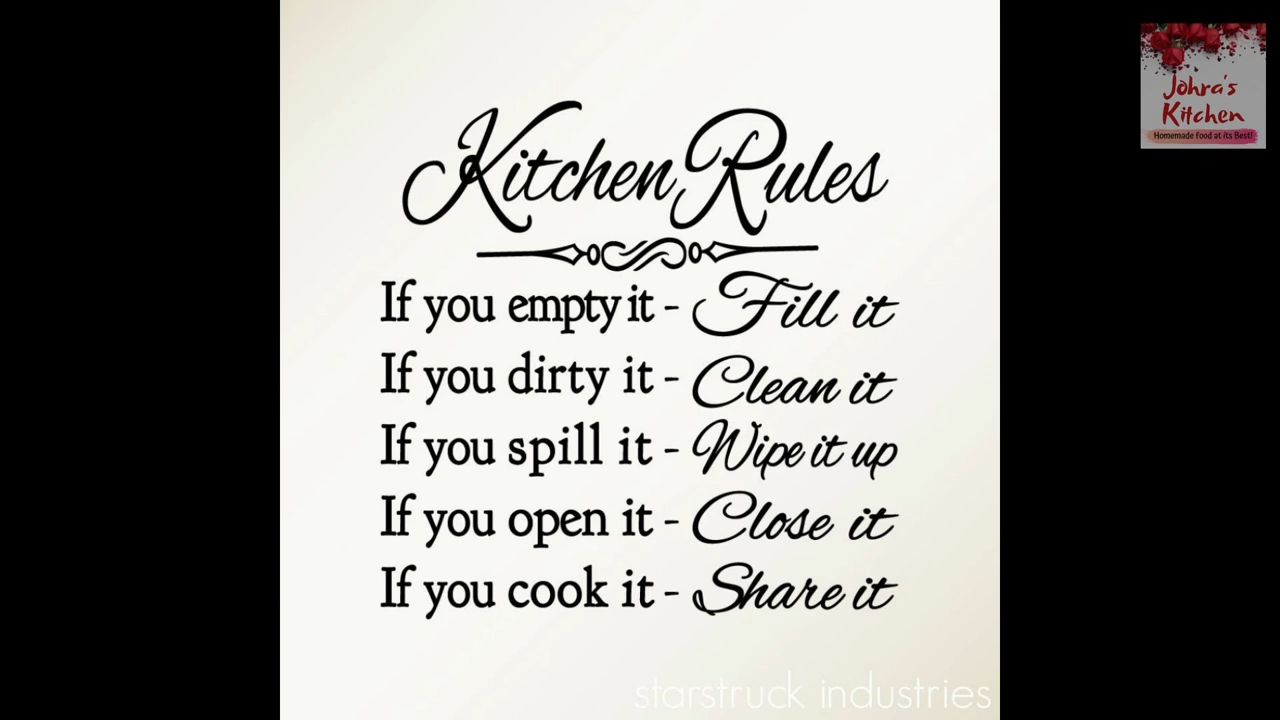 Johra's
Kitchen
Homemade food at its Best!
Kitchen Rules
If you empty it - Fill it
If you dirty it - Clean it
If you spill it - Wipe it up
If you open it - Close it
If you cook it - Share it
starstruck industries